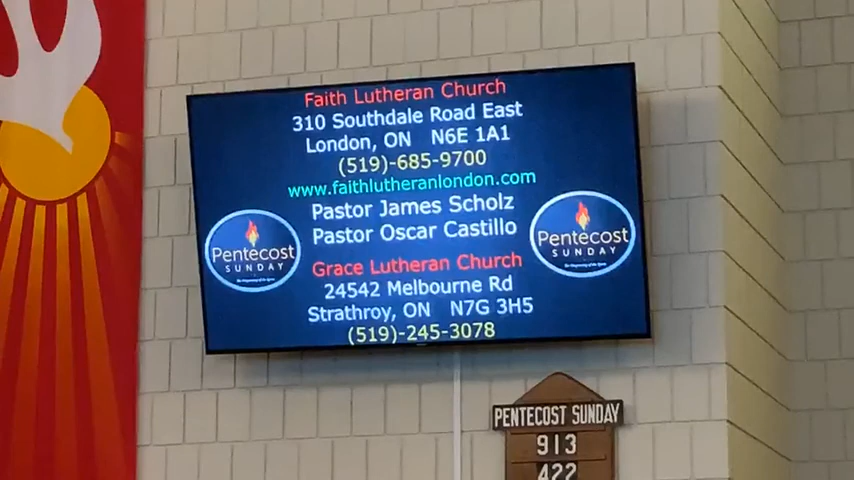 Faith Lutheran Church
310 Southdale Road East
London, ON N6E 1A1
(519)-685-9700
www.faithlutheranlondon.com
Pastor James Scholz
Pastor Oscar Castillo
Pentecost
SUNDAY
Pentecost
SUNDAY
Grace Lutheran Church
24542 Melbourne Rd
Strathroy, ON N7G 3H5
(519)-245-3078
PENTECOST SUNDAY
913
422